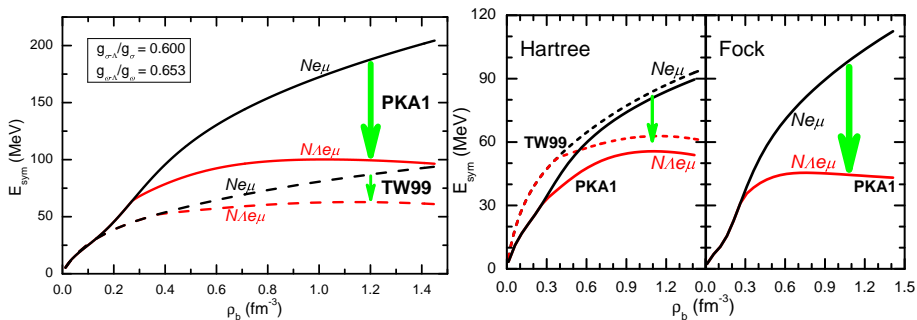 E_sym (MeV)
200
150
100
50
0
g_σΛ/g_σ = 0.600
g_ωΛ/g_ω = 0.653
Neμ
PKA1
NΛeμ
Neμ
TW99
NΛeμ
0.0 0.2 0.4 0.6 0.8 1.0 1.2 1.4
ρ_b (fm^-3)
E_sym (MeV)
120
90
60
30
0
Hartree
Neμ
TW99
NΛeμ
PKA1
0.0 0.3 0.6 0.9 1.2
Fock
Neμ
NΛeμ
PKA1
0.0 0.3 0.6 0.9 1.2 1.5
ρ_b (fm^-3)